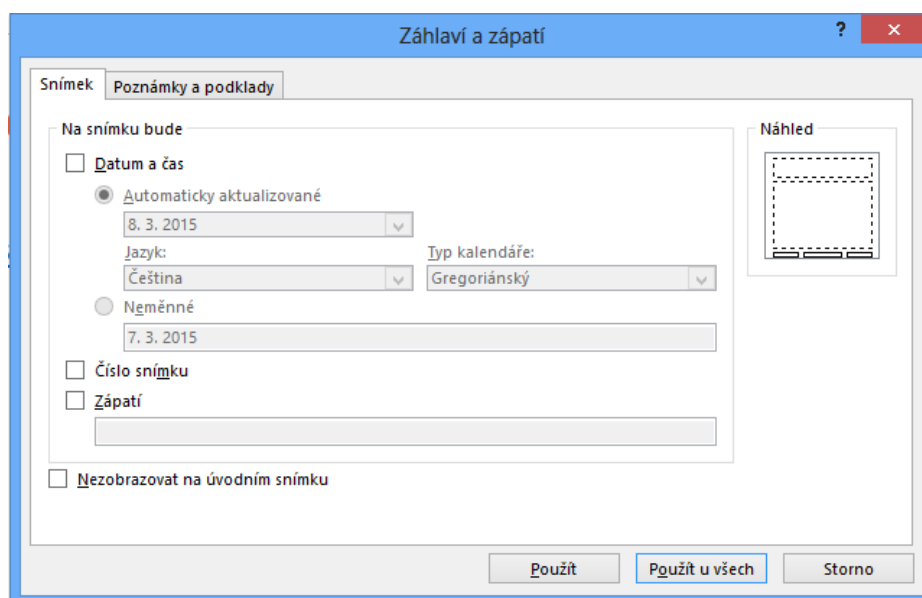 Záhlaví a zápatí
?
Snímek
Poznámky a podklady
Na snímku bude
Náhled
Datum a čas
Automaticky aktualizované
8. 3. 2015
Jazyk:
Typ kalendáře:
Čeština
Gregoriánský
Neměnné
7. 3. 2015
Číslo snímku
Zápatí
Nezobrazovat na úvodním snímku
Použít
Použít u všech
Storno